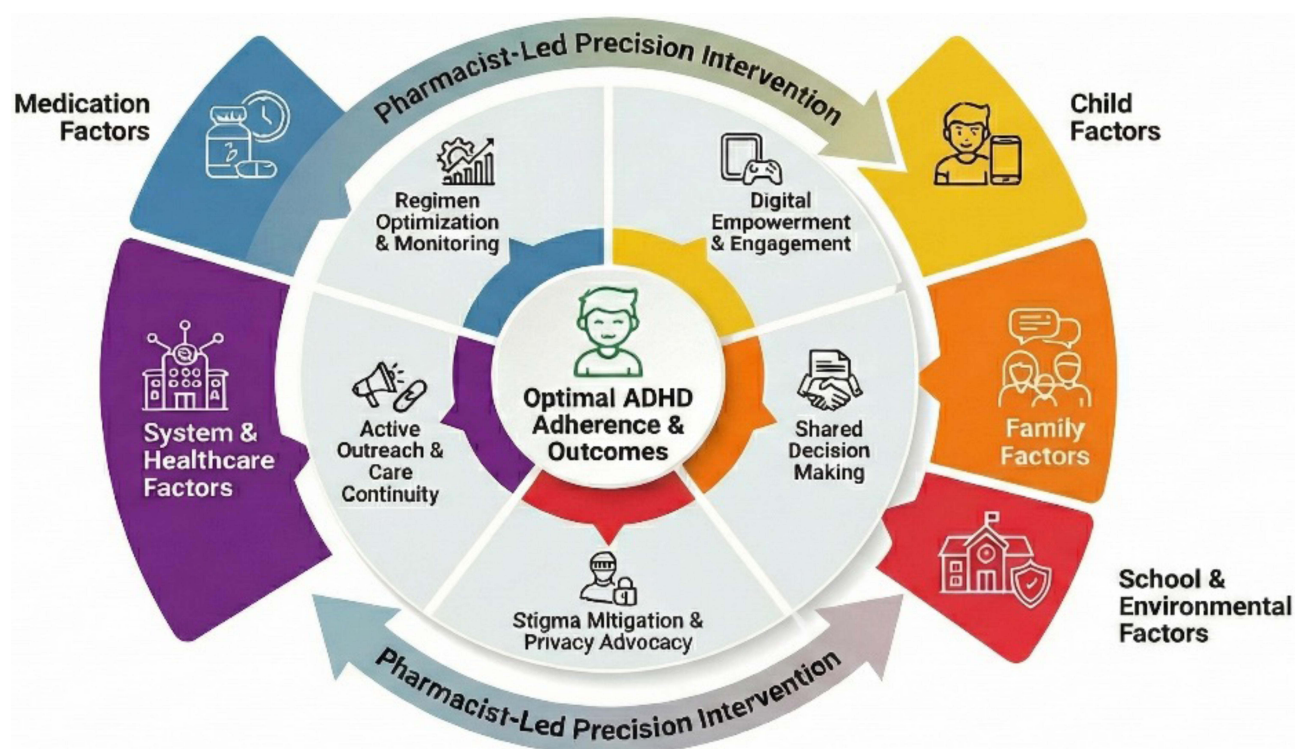 Pharmacist-Led Precision Intervention
Medication
Factors
Child
Factors
Regimen
Optimization
& Monitoring
Digital
Empowerment
& Engagement
System &
Healthcare
Factors
Active
Outreach &
Care
Continuity
Optimal ADHD
Adherence &
Outcomes
Shared
Decision
Making
Family
Factors
Stigma MItigation &
Privacy Advocacy
School &
Environmental
Factors
Pharmacist-Led Precision Intervention